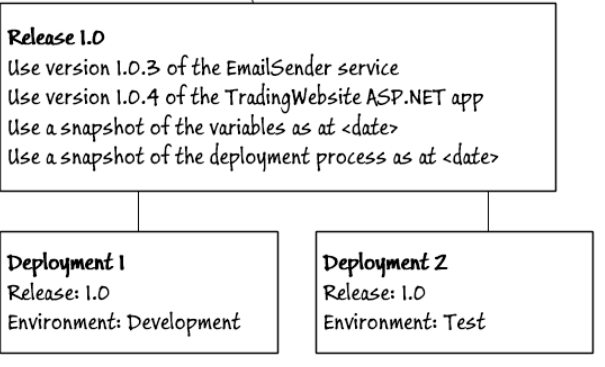 Release 1.0
Use version 1.0.3 of the EmailSender service
Use version 1.0.4 of the TradingWebsite ASP.NET app
Use a snapshot of the variables as at <date>
Use a snapshot of the deployment process as at <date>
Deployment 1
Release: 1.0
Environment: Development
Deployment 2
Release: 1.0
Environment: Test